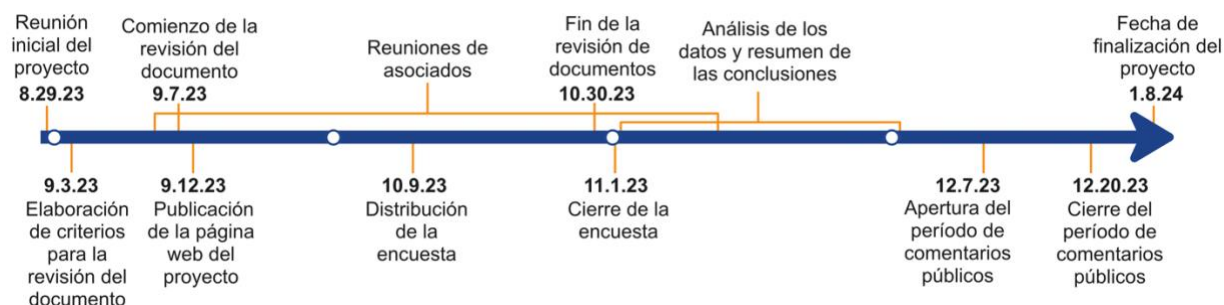 Reunión
inicial del
proyecto
8.29.23
Comienzo de la
revisión del
documento
9.7.23
Reuniones de
asociados
Fin de la
revisión de
documentos
10.30.23
Análisis de los
datos y resumen de
las conclusiones
Fecha de
finalización del
proyecto
1.8.24
9.3.23
Elaboración
de criterios
para la
revisión del
documento
9.12.23
Publicación
de la página
web del
proyecto
10.9.23
Distribución
de la
encuesta
11.1.23
Cierre de la
encuesta
12.7.23
Apertura del
período de
comentarios
públicos
12.20.23
Cierre del
período de
comentarios
públicos